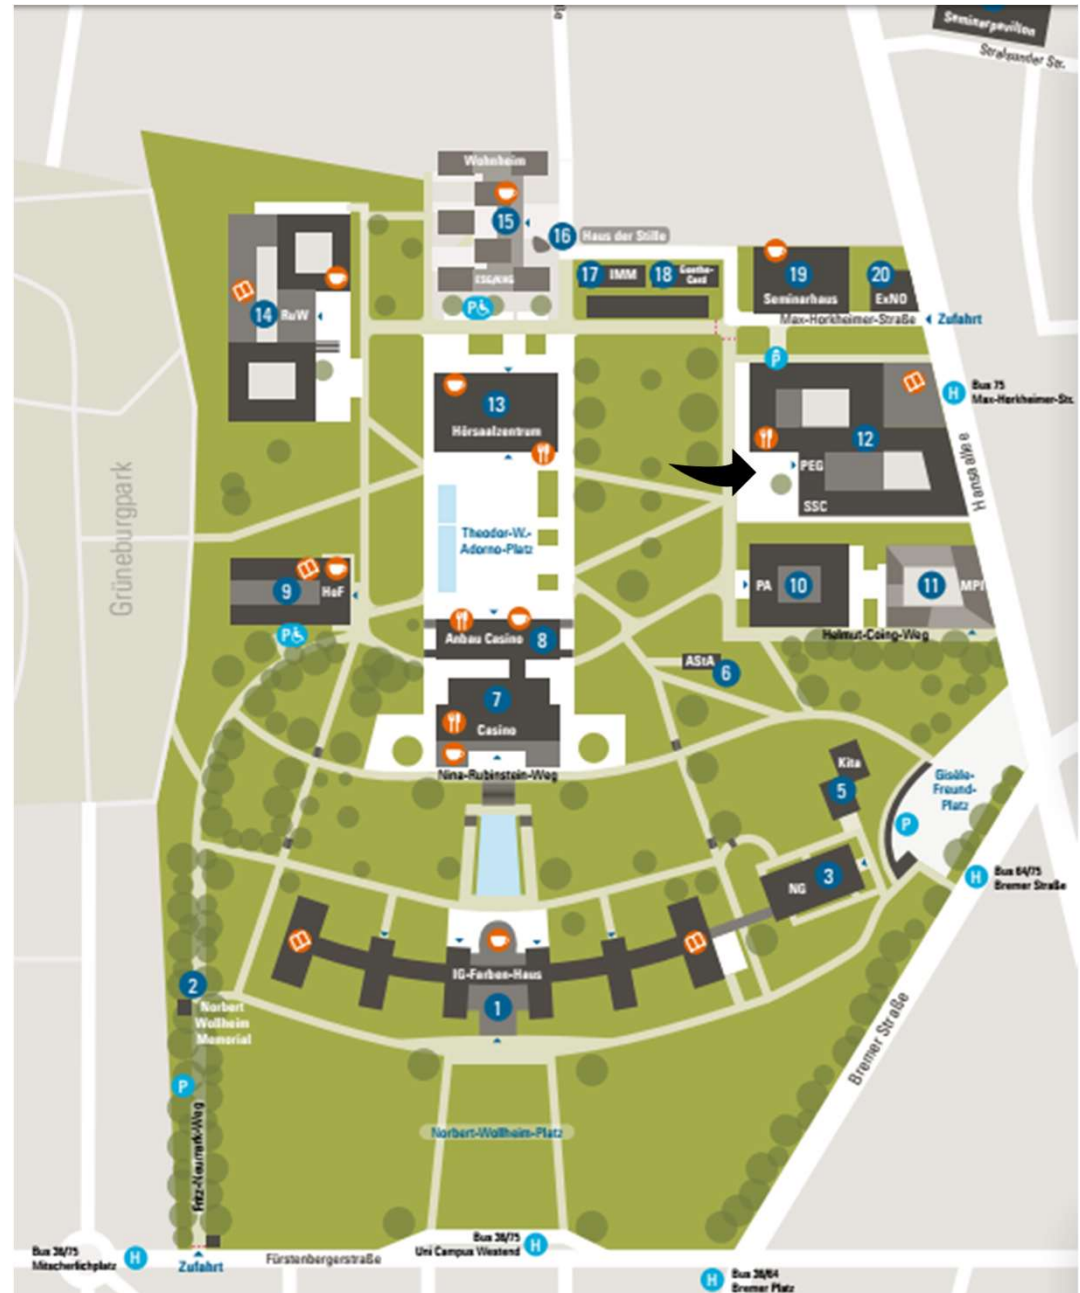 Seminarpavillon
Stralsunder Str.
Wohnheim
15
16 Haus der Stille
17 IMM
18 Goethe-
Card
19
Seminarhaus
20
ExNO
ESG/KHG
P
Max-Horkheimer-Straße
Zufahrt
14 RuW
13
Hörsaalzentrum
H
Bus 75
Max-Horkheimer-Str.
12
PEG
SSC
Hansaallee
Grüneburgpark
Theodor-W.-
Adorno-Platz
9
HoF
P
PA 10
11 MPI
Helmut-Coing-Weg
Anbau Casino 8
AStA
6
7
Casino
Nina-Rubinstein-Weg
Kita
5
Gisèle-
Freund-
Platz
P
NG 3
H
Bus 64/75
Bremer Straße
IG-Farben-Haus
1
2
Norbert
Wollheim
Memorial
P
Fritz-Neumark-Weg
Bremer Straße
Norbert-Wollheim-Platz
Bus 36/75
Mitscherlichplatz
H
Zufahrt
Fürstenbergerstraße
Bus 36/75
Uni Campus Westend
H
H
Bus 36/64
Bremer Platz